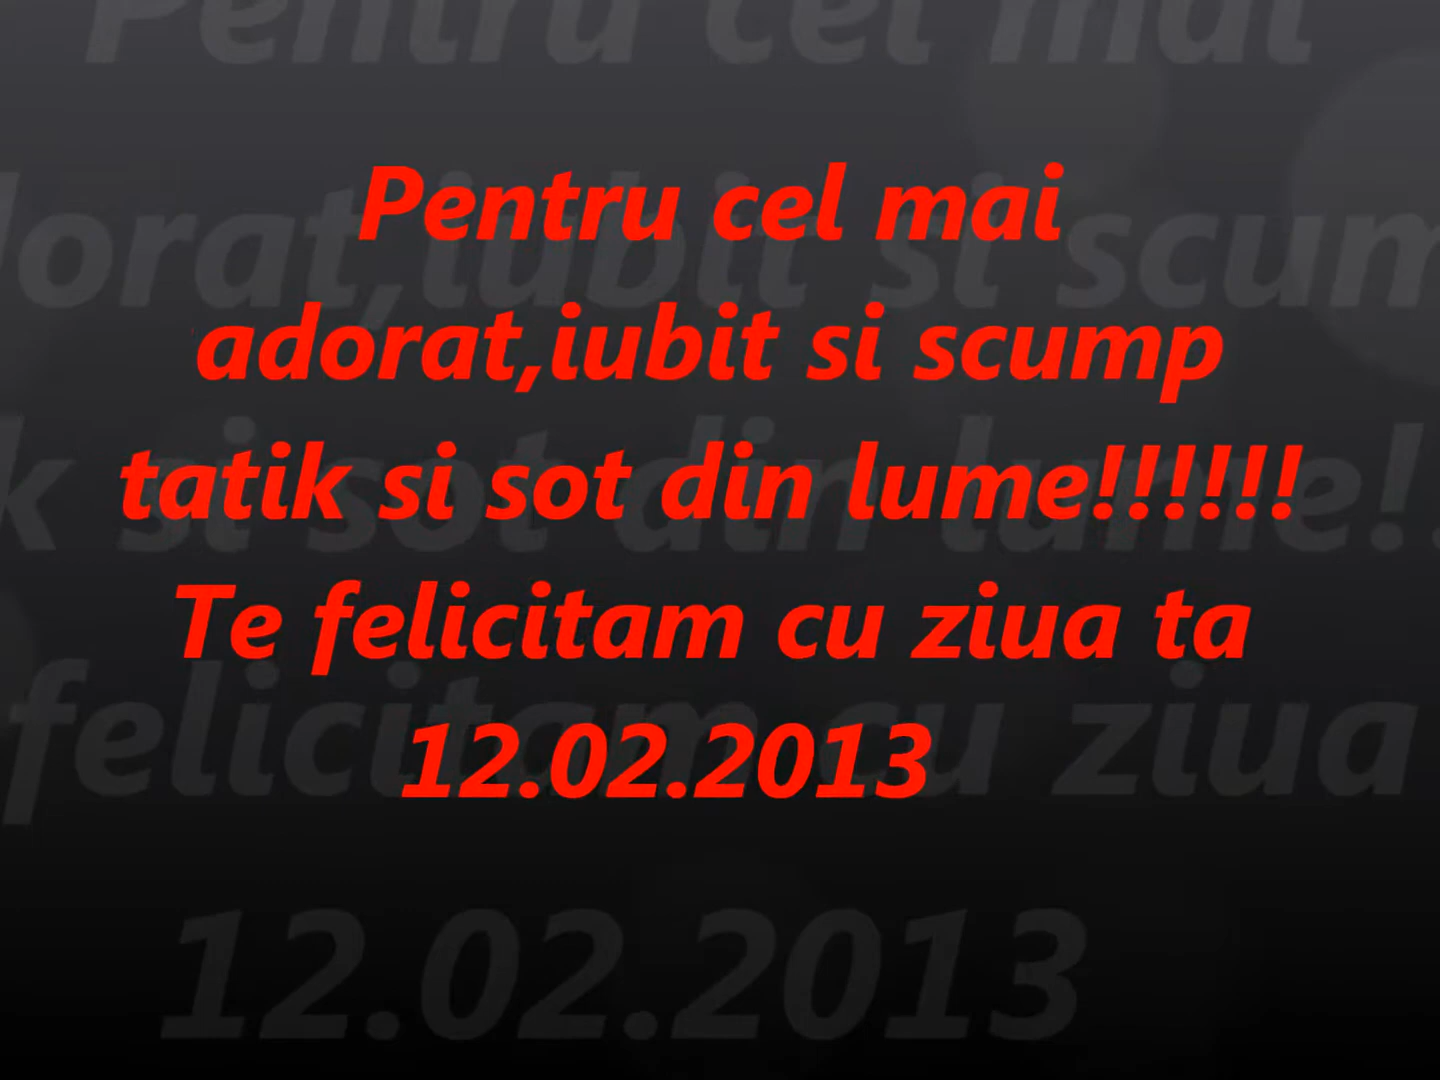 Pentru cel mai
adorat,iubit si scump
tatik si sot din lume!!!!!!
Te felicitam cu ziua ta
12.02.2013